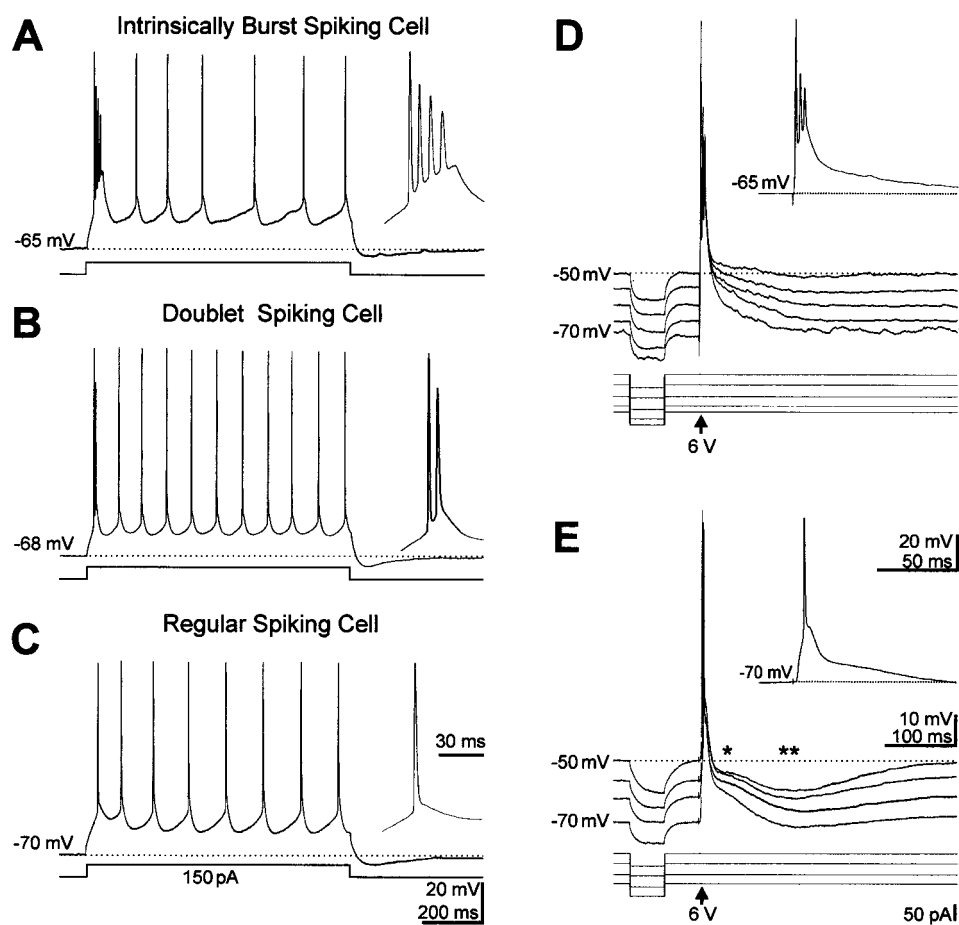 A
Intrinsically Burst Spiking Cell
-65 mV
B
Doublet Spiking Cell
-68 mV
C
Regular Spiking Cell
30 ms
-70 mV
150 pA
20 mV
200 ms
D
-65 mV
-50 mV
-70 mV
6 V
E
20 mV
50 ms
-70 mV
10 mV
100 ms
* **
-50 mV
-70 mV
6 V
50 pA